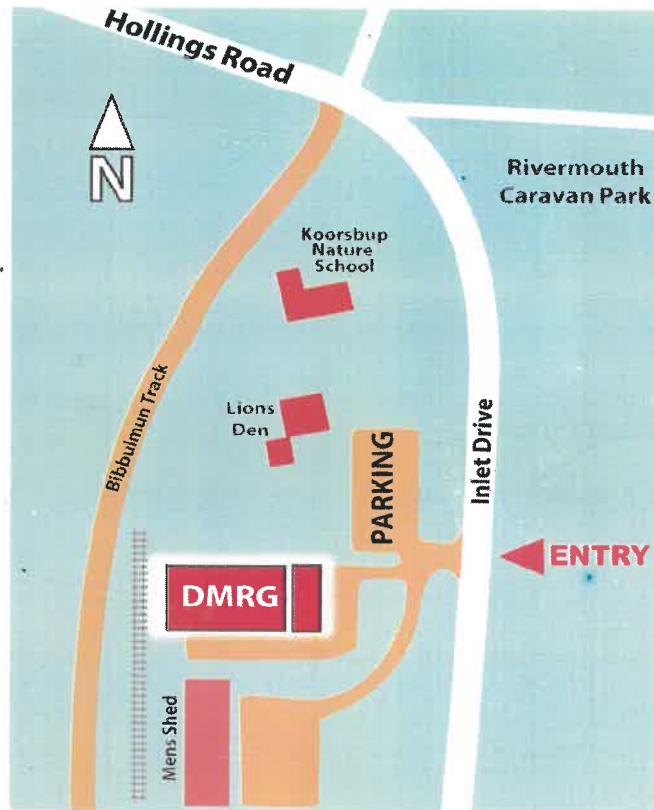 Hollings Road
N
Rivermouth
Caravan Park
Koorsbup
Nature
School
Bibbulmun Track
Lions
Den
PARKING
Inlet Drive
ENTRY
DMRG
Mens Shed